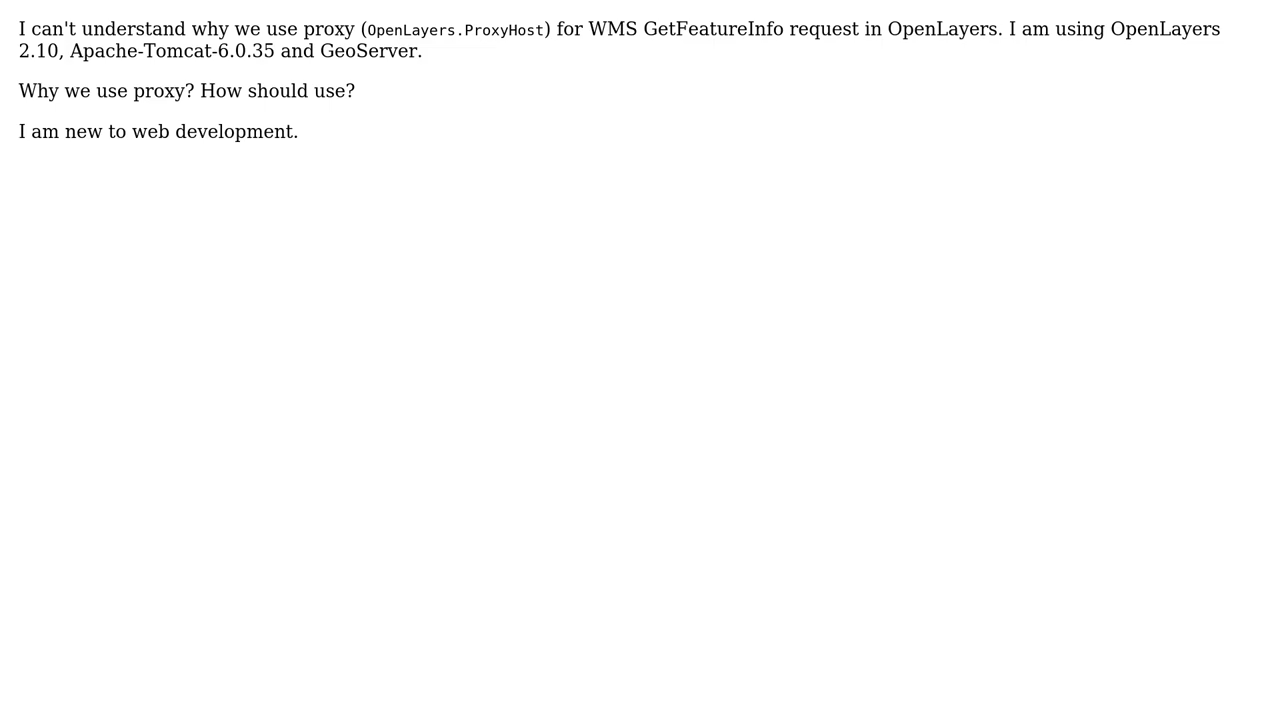 I can't understand why we use proxy (OpenLayers.ProxyHost) for WMS GetFeatureInfo request in OpenLayers. I am using OpenLayers
2.10, Apache-Tomcat-6.0.35 and GeoServer.
Why we use proxy? How should use?
I am new to web development.